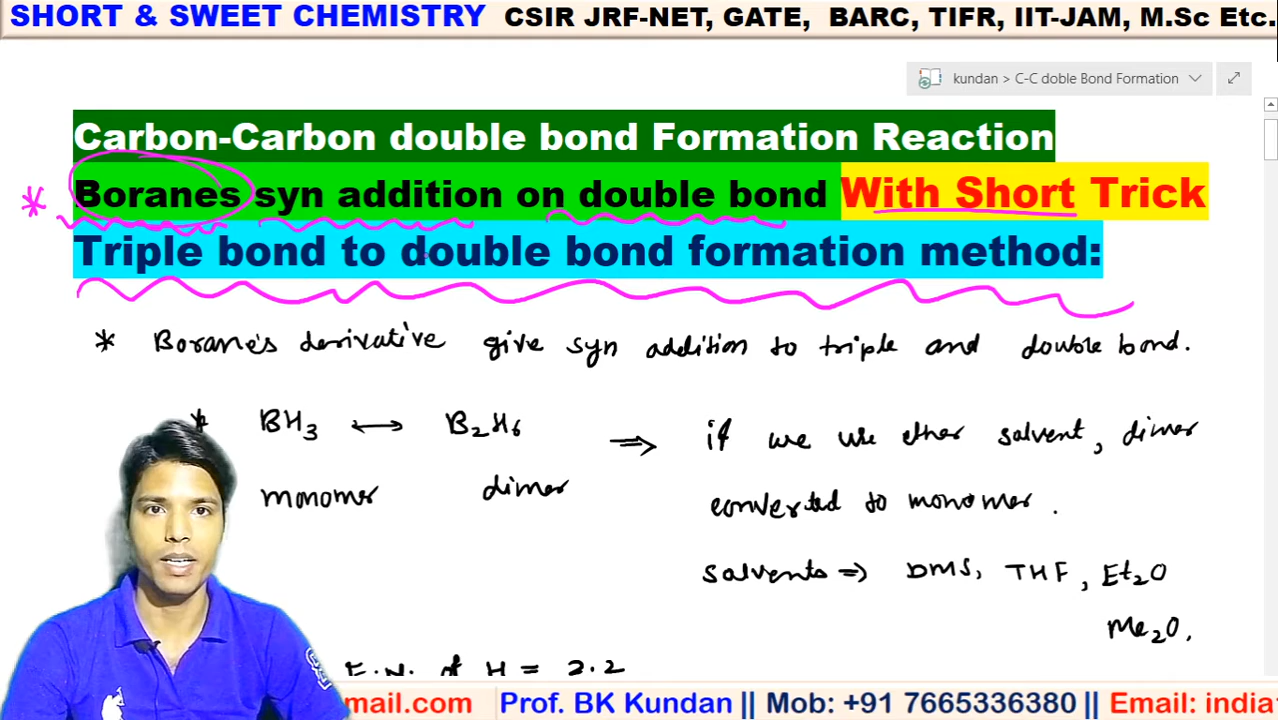 SHORT & SWEET CHEMISTRY CSIR JRF-NET, GATE, BARC, TIFR, IIT-JAM, M.Sc Etc.
kundan > C-C doble Bond Formation
Carbon-Carbon double bond Formation Reaction
* Boranes syn addition on double bond With Short Trick
Triple bond to double bond formation method:
* Borane's derivative give syn addition to triple and double bond.
* BH3 ⟷ B2H6 ⇒ if we use ether solvent, dimer
monomer dimer converted to monomer.
solvents ⇒ DMS, THF, Et2O
Me2O,
E.N. of H = 2.2
mail.com Prof. BK Kundan || Mob: +91 7665336380 || Email: india